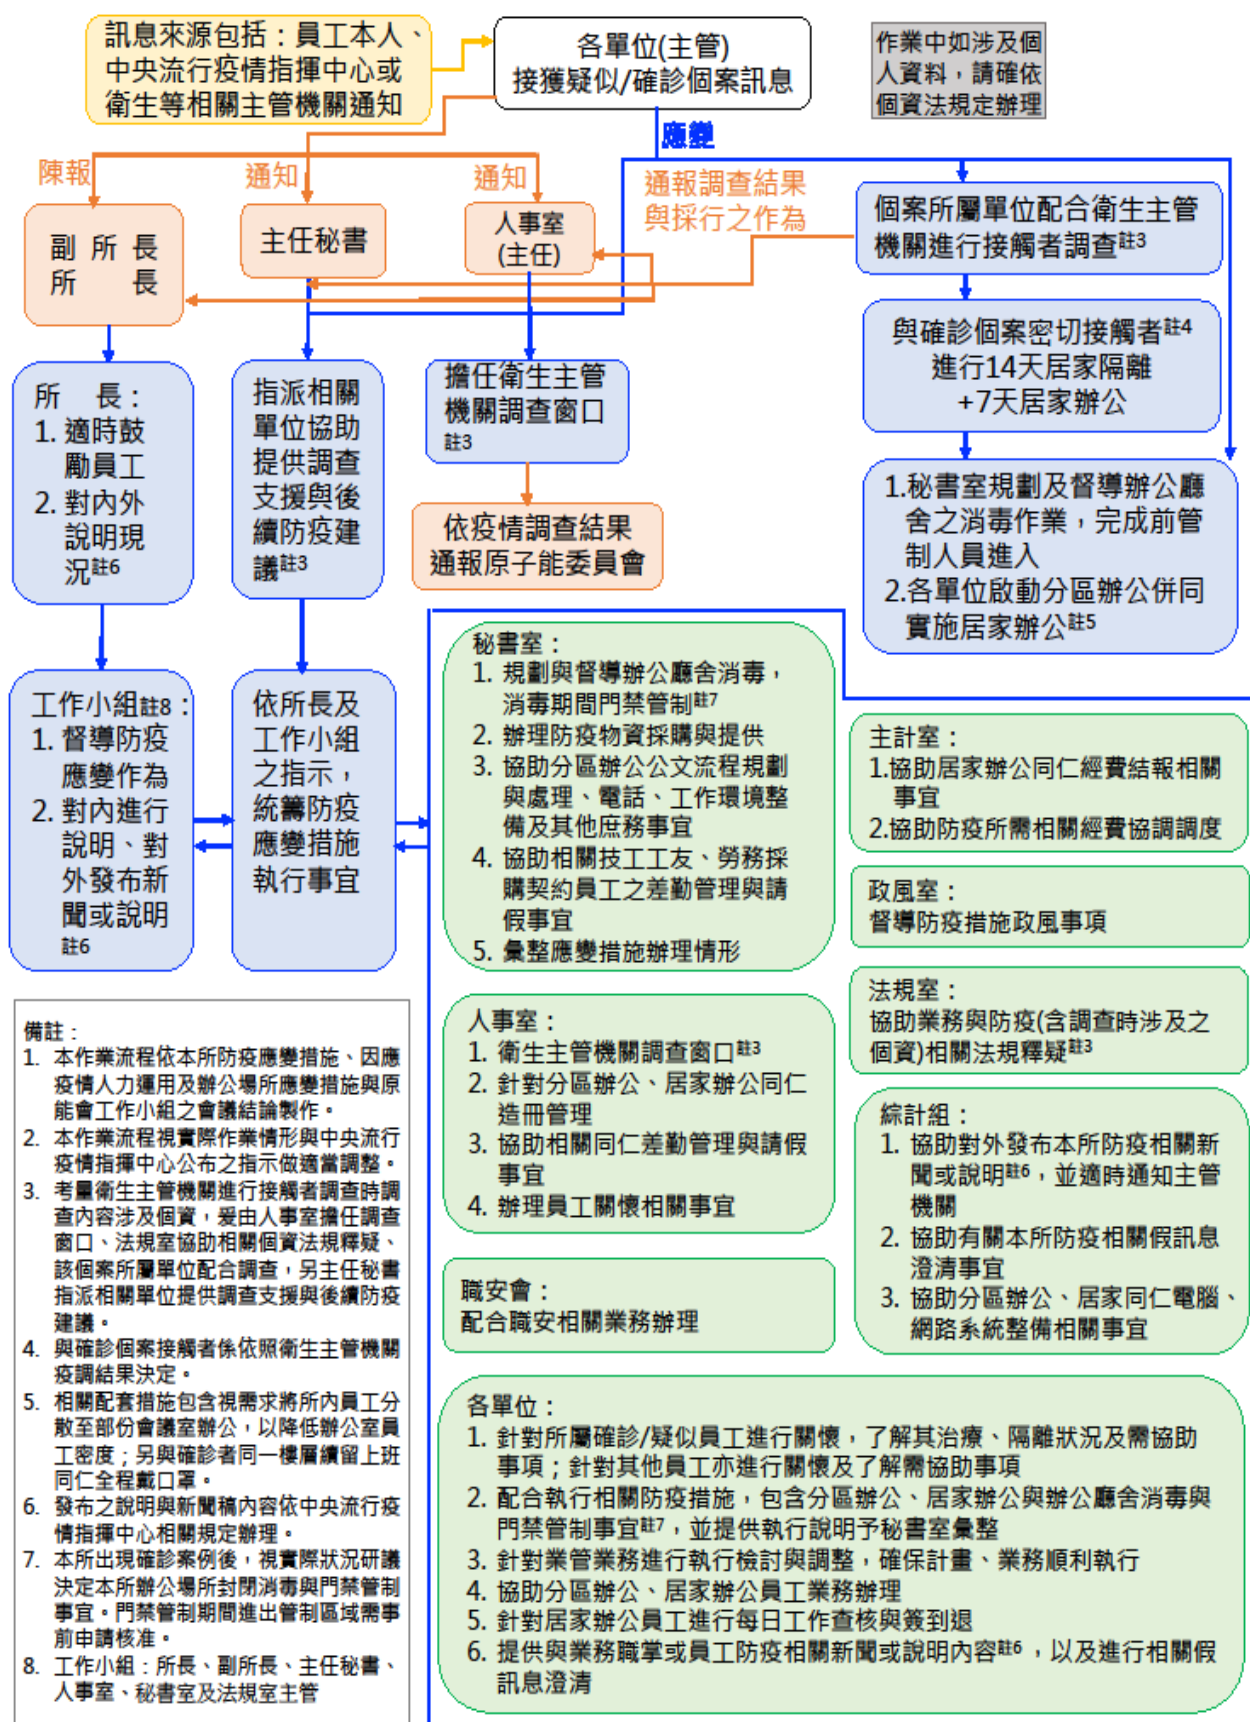 訊息來源包括：員工本人、
中央流行疫情指揮中心或
衛生等相關主管機關通知
各單位(主管)
接獲疑似/確診個案訊息
作業中如涉及個
人資料，請確依
個資法規定辦理
應變
陳報
通知
通知
通報調查結果
與採行之作為
副所長
所長
主任秘書
人事室
(主任)
個案所屬單位配合衛生主管
機關進行接觸者調查註3
與確診個案密切接觸者註4
進行14天居家隔離
+7天居家辦公
所長：
1. 適時鼓
勵員工
2. 對內外
說明現
況註6
指派相關
單位協助
提供調查
支援與後
續防疫建
議註3
擔任衛生主管
機關調查窗口
註3
依疫情調查結果
通報原子能委員會
1.秘書室規劃及督導辦公廳
舍之消毒作業，完成前管
制人員進入
2.各單位啟動分區辦公併同
實施居家辦公註5
工作小組註8：
1. 督導防疫
應變作為
2. 對內進行
說明、對
外發布新
聞或說明
註6
依所長及
工作小組
之指示，
統籌防疫
應變措施
執行事宜
秘書室：
1. 規劃與督導辦公廳舍消毒，
消毒期間門禁管制註7
2. 辦理防疫物資採購與提供
3. 協助分區辦公公文流程規劃
與處理、電話、工作環境整
備及其他庶務事宜
4. 協助相關技工工友、勞務採
購契約員工之差勤管理與請
假事宜
5. 彙整應變措施辦理情形
主計室：
1.協助居家辦公同仁經費結報相關
事宜
2.協助防疫所需相關經費協調調度
政風室：
督導防疫措施政風事項
法規室：
協助業務與防疫(含調查時涉及之
個資)相關法規釋疑註3
人事室：
1. 衛生主管機關調查窗口註3
2. 針對分區辦公、居家辦公同仁
造冊管理
3. 協助相關同仁差勤管理與請假
事宜
4. 辦理員工關懷相關事宜
綜計組：
1. 協助對外發布本所防疫相關新
聞或說明註6，並適時通知主管
機關
2. 協助有關本所防疫相關假訊息
澄清事宜
3. 協助分區辦公、居家同仁電腦、
網路系統整備相關事宜
職安會：
配合職安相關業務辦理
各單位：
1. 針對所屬確診/疑似員工進行關懷，了解其治療、隔離狀況及需協助
事項；針對其他員工亦進行關懷及了解需協助事項
2. 配合執行相關防疫措施，包含分區辦公、居家辦公與辦公廳舍消毒與
門禁管制事宜註7，並提供執行說明予秘書室彙整
3. 針對業管業務進行執行檢討與調整，確保計畫、業務順利執行
4. 協助分區辦公、居家辦公員工業務辦理
5. 針對居家辦公員工進行每日工作查核與簽到退
6. 提供與業務職掌或員工防疫相關新聞或說明內容註6，以及進行相關假
訊息澄清
備註：
1. 本作業流程依本所防疫應變措施、因應
疫情人力運用及辦公場所應變措施與原
能會工作小組之會議結論製作。
2. 本作業流程視實際作業情形與中央流行
疫情指揮中心公布之指示做適當調整。
3. 考量衛生主管機關進行接觸者調查時調
查內容涉及個資，爰由人事室擔任調查
窗口、法規室協助相關個資法規釋疑、
該個案所屬單位配合調查，另主任秘書
指派相關單位提供調查支援與後續防疫
建議。
4. 與確診個案接觸者係依照衛生主管機關
疫調結果決定。
5. 相關配套措施包含視需求將所內員工分
散至部份會議室辦公，以降低辦公室員
工密度；另與確診者同一樓層續留上班
同仁全程戴口罩。
6. 發布之說明與新聞稿內容依中央流行疫
情指揮中心相關規定辦理。
7. 本所出現確診案例後，視實際狀況研議
決定本所辦公場所封閉消毒與門禁管制
事宜。門禁管制期間進出管制區域需事
前申請核准。
8. 工作小組：所長、副所長、主任秘書、
人事室、秘書室及法規室主管